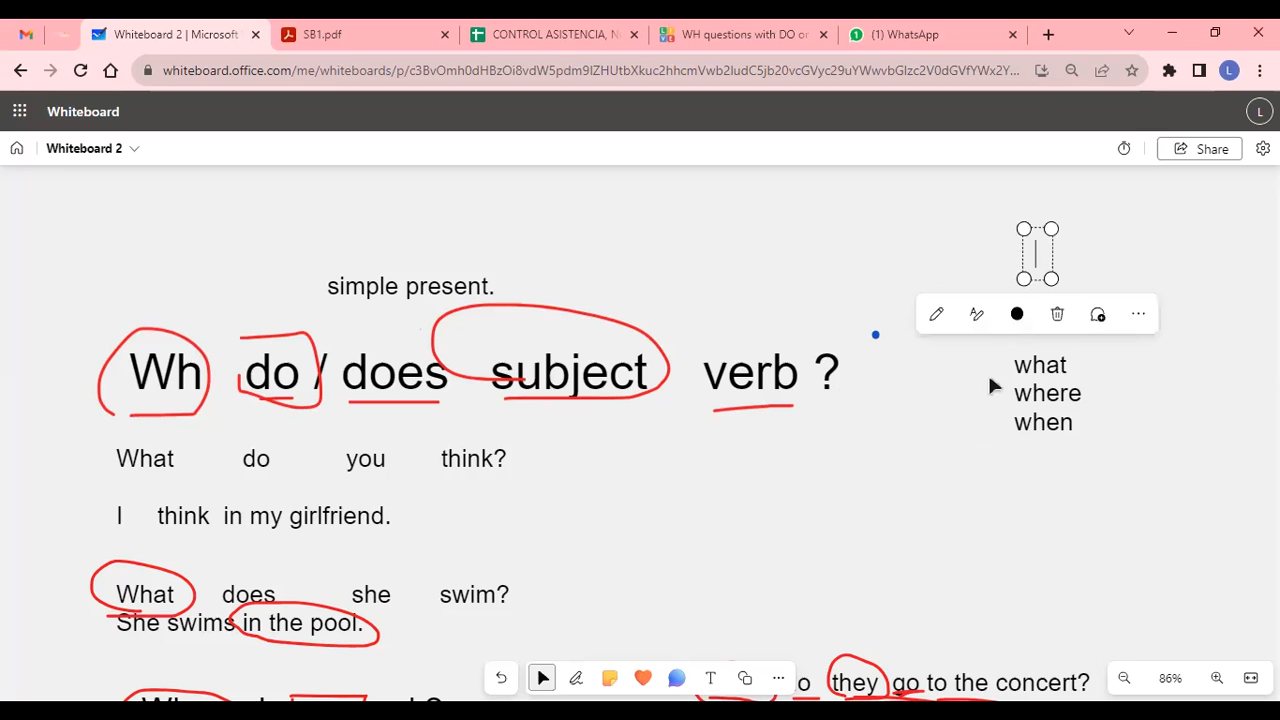 Whiteboard 2 | Microsoft
SB1.pdf
CONTROL ASISTENCIA, N
WH questions with DO or
(1) WhatsApp
whiteboard.office.com/me/whiteboards/p/
Whiteboard
L
Whiteboard 2
Share
simple present.
Wh do / does subject verb ?
what
where
when
What do you think?
I think in my girlfriend.
What does she swim?
She swims in the pool.
they go to the concert?
86%